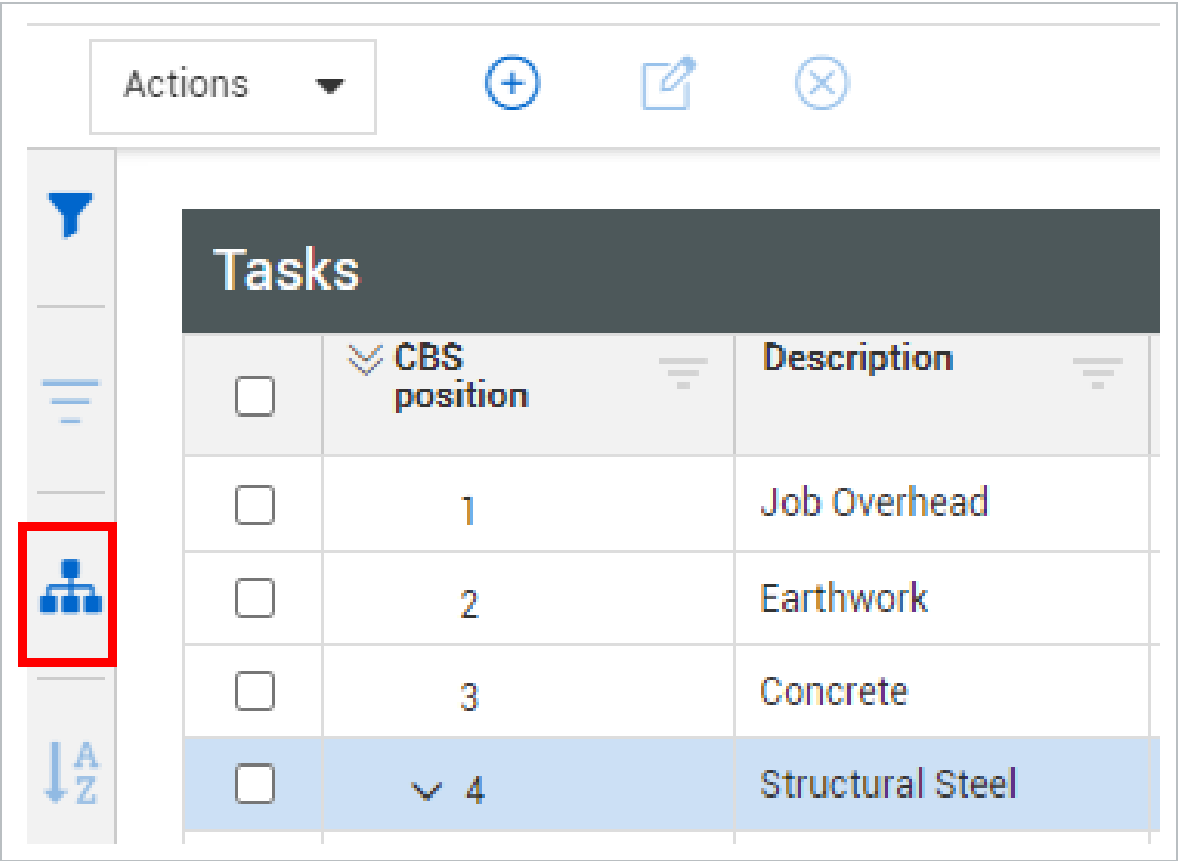 Actions
Tasks
CBS
position
Description
1
Job Overhead
2
Earthwork
3
Concrete
A
Z
4
Structural Steel